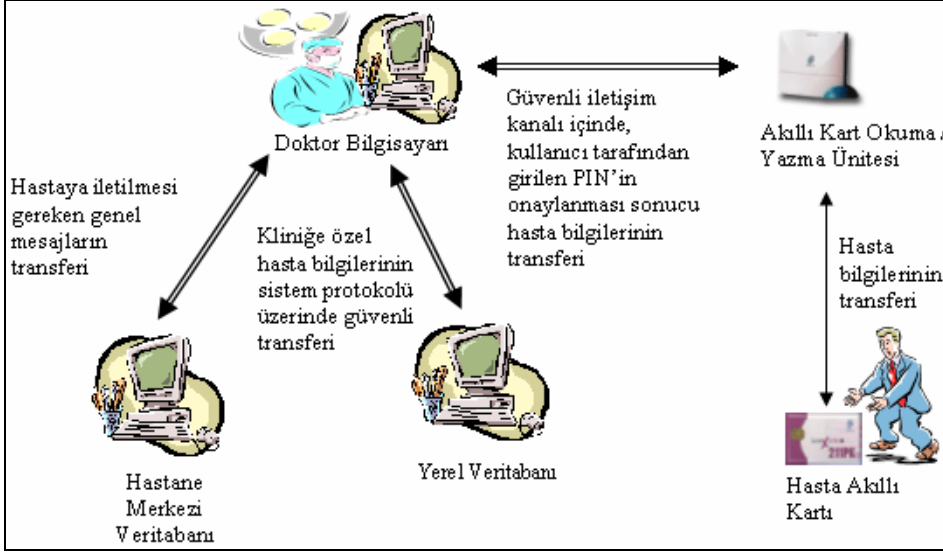 Doktor Bilgisayarı
Güvenli iletişim
kanalı içinde,
kullanıcı tarafından
girilen PIN'in
onaylanması sonucu
hasta bilgilerinin
transferi
Akıllı Kart Okuma /
Yazma Ünitesi
Hastaya iletilmesi
gereken genel
mesajların
transferi
Kliniğe özel
hasta bilgilerinin
sistem protokolü
üzerinde güvenli
transferi
Hasta
bilgilerinin
transferi
Hastane
Merkezi
Veritabanı
Yerel Veritabanı
211PK
Hasta Akıllı
Kartı